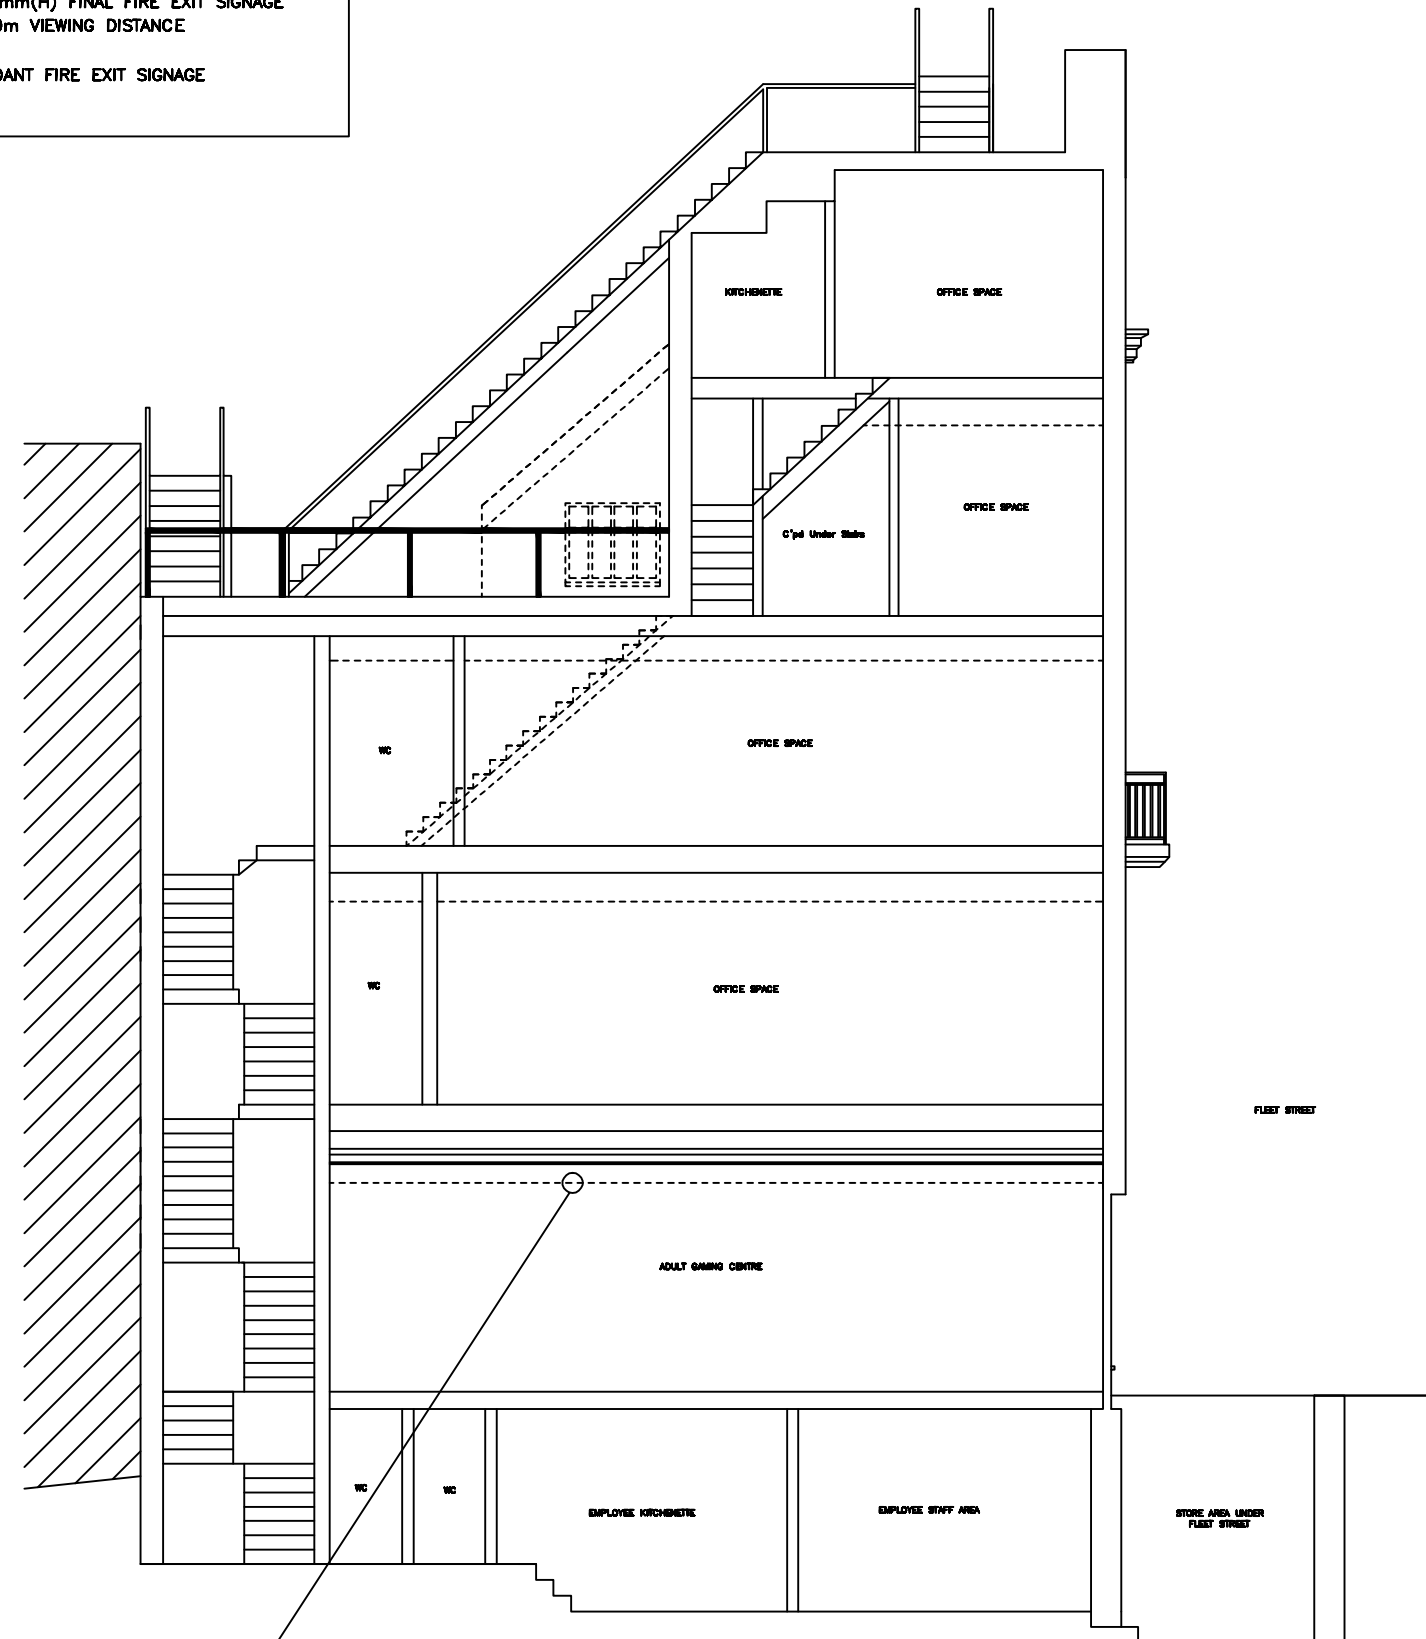 mm(H) FINAL FIRE EXIT SIGNAGE
0m VIEWING DISTANCE
DANT FIRE EXIT SIGNAGE
KITCHENETTE
OFFICE SPACE
OFFICE SPACE
C'pd Under Stairs
WC
OFFICE SPACE
WC
OFFICE SPACE
FLEET STREET
ADULT GAMING CENTRE
WC
WC
EMPLOYEE KITCHENETTE
EMPLOYEE STAFF AREA
STORE AREA UNDER
FLEET STREET